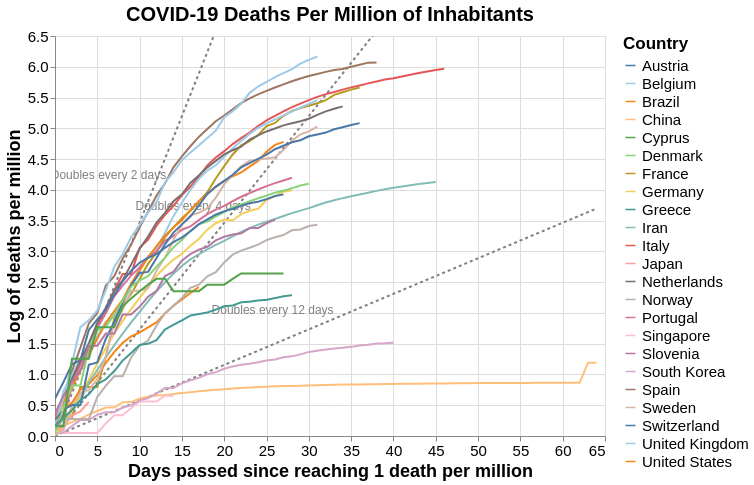 COVID-19 Deaths Per Million of Inhabitants
Log of deaths per million
6.5
6.0
5.5
5.0
4.5
4.0
3.5
3.0
2.5
2.0
1.5
1.0
0.5
0.0
Doubles every 2 days
Doubles every 4 days
Doubles every 12 days
0 5 10 15 20 25 30 35 40 45 50 55 60 65
Days passed since reaching 1 death per million
Country
Austria
Belgium
Brazil
China
Cyprus
Denmark
France
Germany
Greece
Iran
Italy
Japan
Netherlands
Norway
Portugal
Singapore
Slovenia
South Korea
Spain
Sweden
Switzerland
United Kingdom
United States